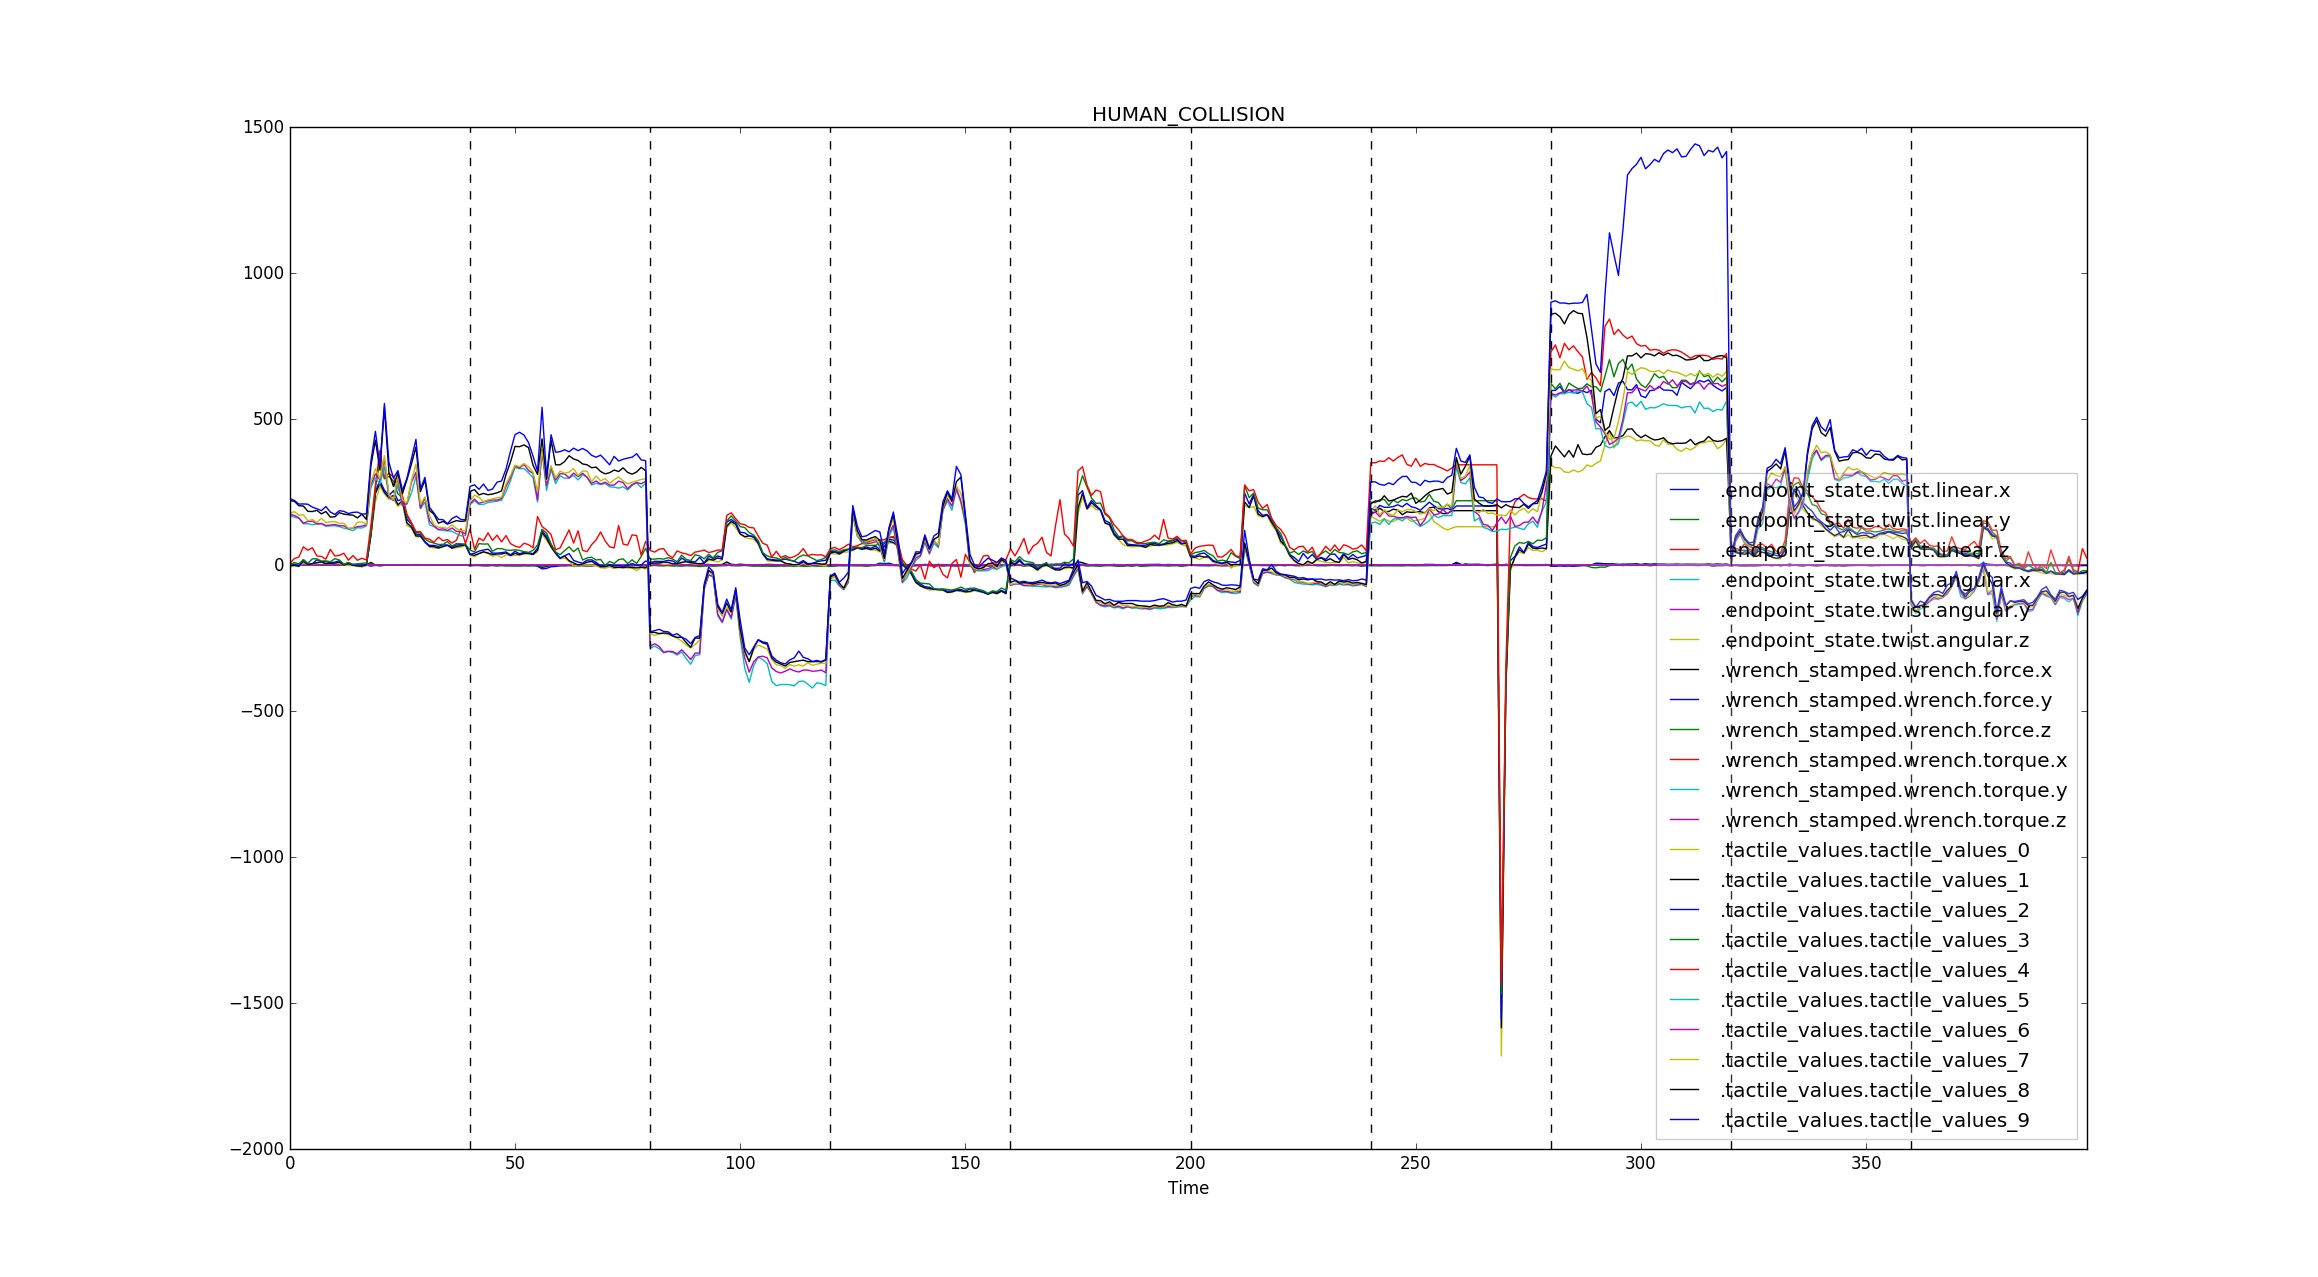 HUMAN_COLLISION
1500
1000
500
0
−500
−1000
−1500
−2000
0 50 100 150 200 250 300 350
Time
.endpoint_state.twist.linear.x
.endpoint_state.twist.linear.y
.endpoint_state.twist.linear.z
.endpoint_state.twist.angular.x
.endpoint_state.twist.angular.y
.endpoint_state.twist.angular.z
.wrench_stamped.wrench.force.x
.wrench_stamped.wrench.force.y
.wrench_stamped.wrench.force.z
.wrench_stamped.wrench.torque.x
.wrench_stamped.wrench.torque.y
.wrench_stamped.wrench.torque.z
.tactile_values.tactile_values_0
.tactile_values.tactile_values_1
.tactile_values.tactile_values_2
.tactile_values.tactile_values_3
.tactile_values.tactile_values_4
.tactile_values.tactile_values_5
.tactile_values.tactile_values_6
.tactile_values.tactile_values_7
.tactile_values.tactile_values_8
.tactile_values.tactile_values_9